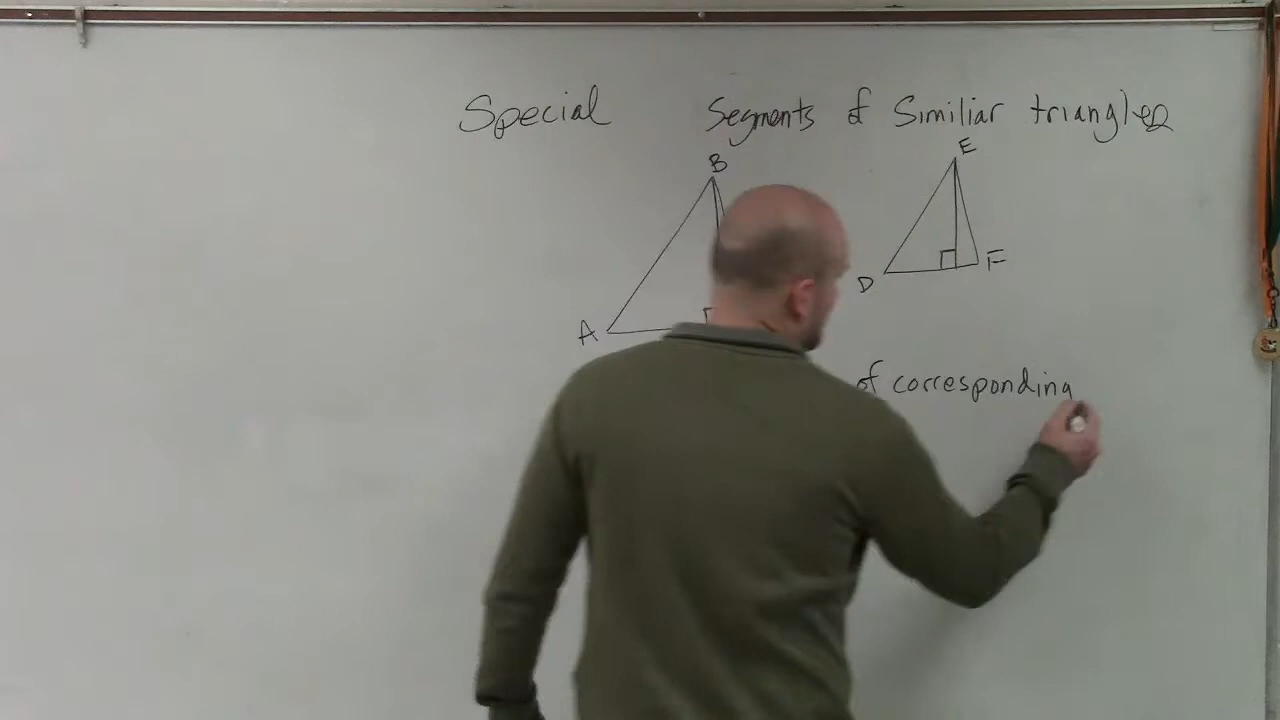 Special Segments of Similiar triangles
B
E
A
D
F
of corresponding